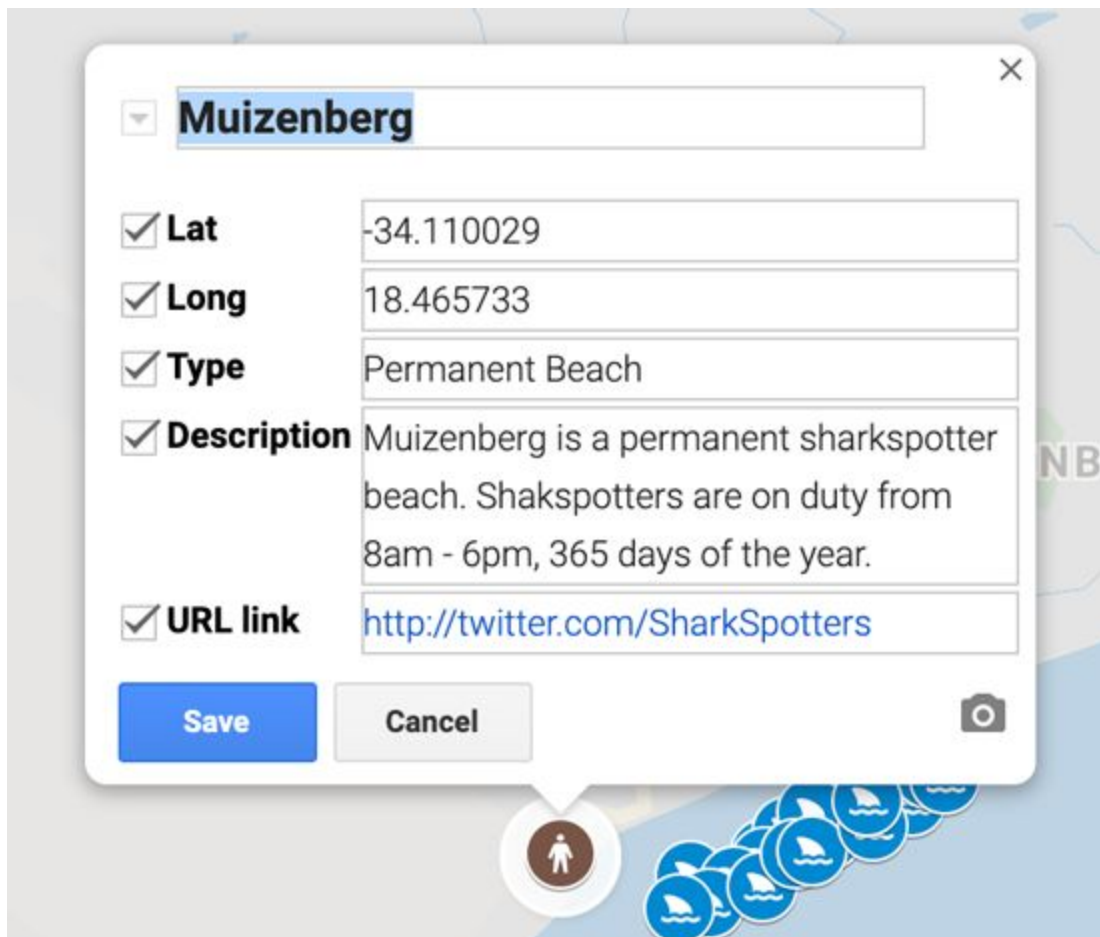 Muizenberg
Lat -34.110029
Long 18.465733
Type Permanent Beach
Description Muizenberg is a permanent sharkspotter
beach. Shakspotters are on duty from
8am - 6pm, 365 days of the year.
URL link http://twitter.com/SharkSpotters
NB
Save Cancel